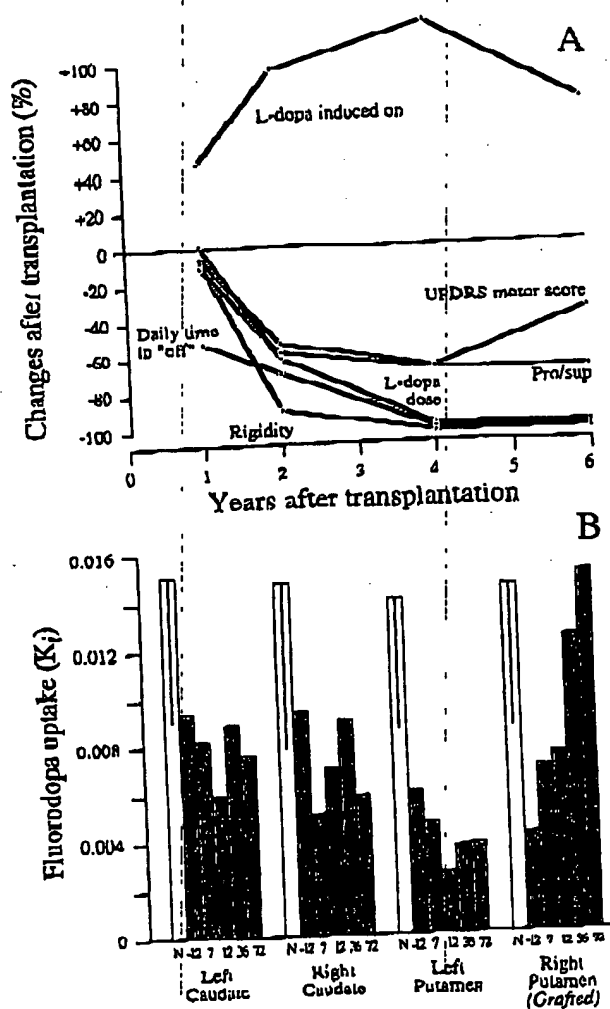 A
+100
+80
+60
+40
+20
0
-20
-40
-60
-80
-100
Changes after transplantation (%)
L-dopa induced on
UPDRS motor score
Daily time
in "off"
L-dopa
dose
Pro/sup
Rigidity
0 1 2 3 4 5 6
Years after transplantation
B
0.016
0.012
0.008
0.004
0
Fluorodopa uptake (Ki)
N -12 7 12 36 72 N -12 7 12 36 72 N -12 7 12 36 72 N -12 7 12 36 72
Left Right Left Right
Caudate Caudate Putamen Putamen
(Grafted)